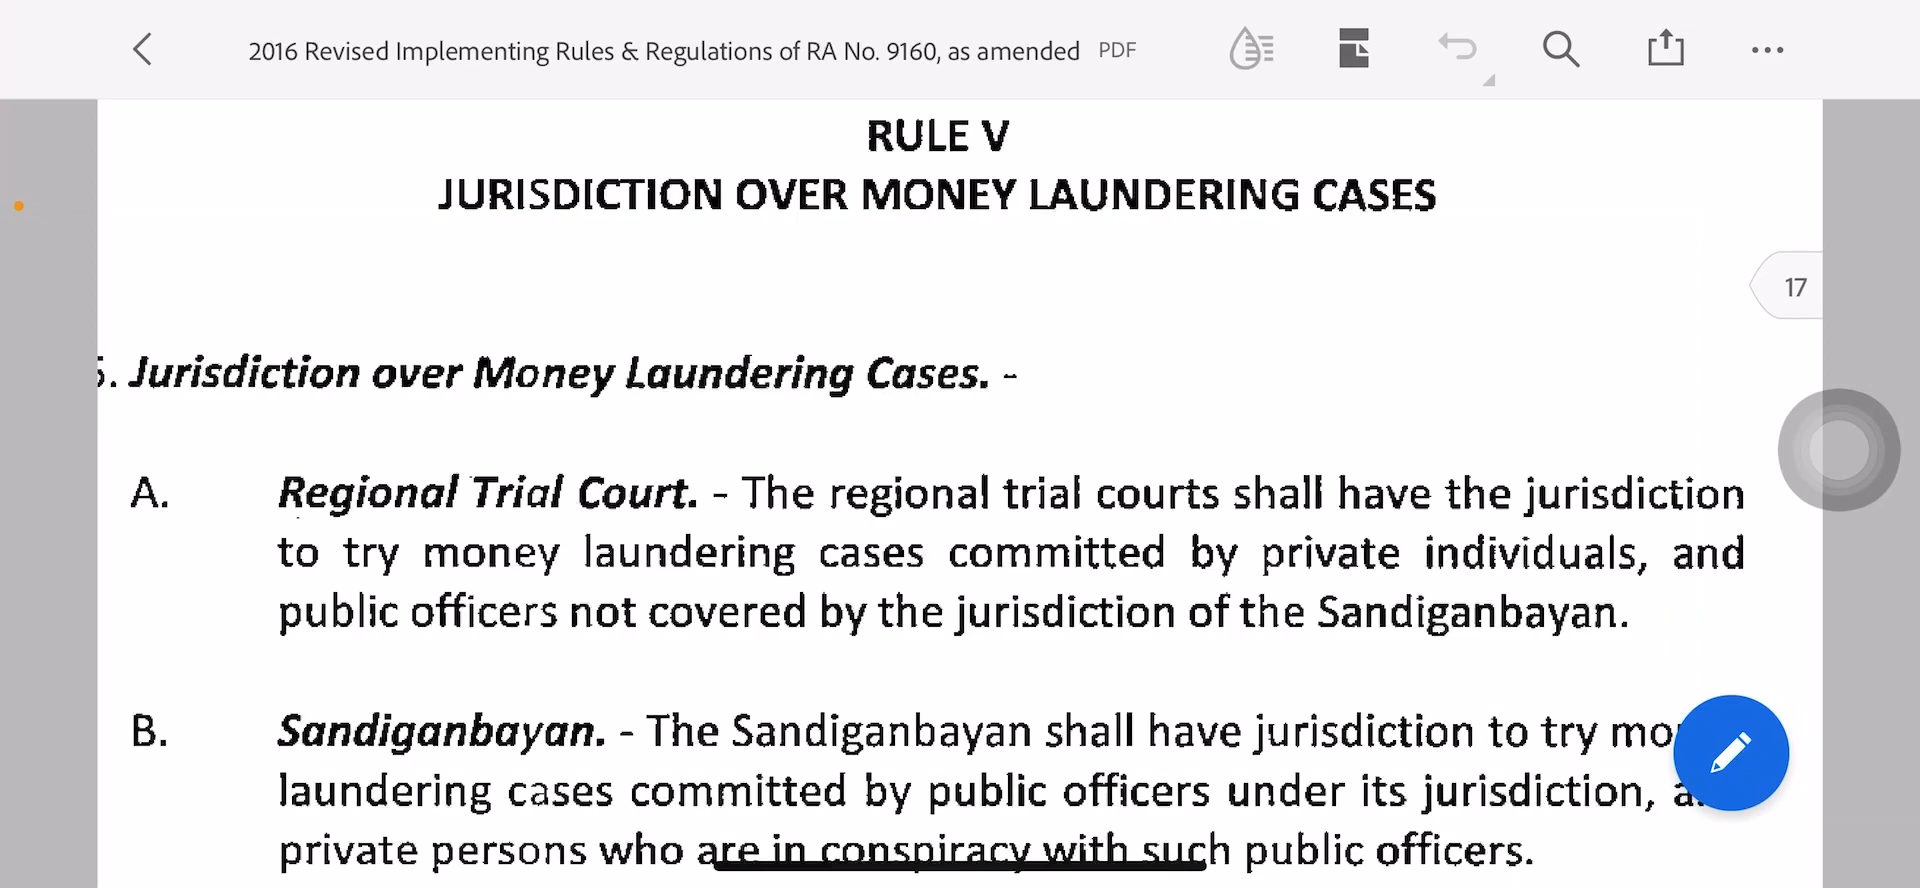 2016 Revised Implementing Rules & Regulations of RA No. 9160, as amended PDF
RULE V
JURISDICTION OVER MONEY LAUNDERING CASES
17
. Jurisdiction over Money Laundering Cases. -
A. Regional Trial Court. - The regional trial courts shall have the jurisdiction
to try money laundering cases committed by private individuals, and
public officers not covered by the jurisdiction of the Sandiganbayan.
B. Sandiganbayan. - The Sandiganbayan shall have jurisdiction to try
laundering cases committed by public officers under its jurisdiction,
private persons who are in conspiracy with such public officers.